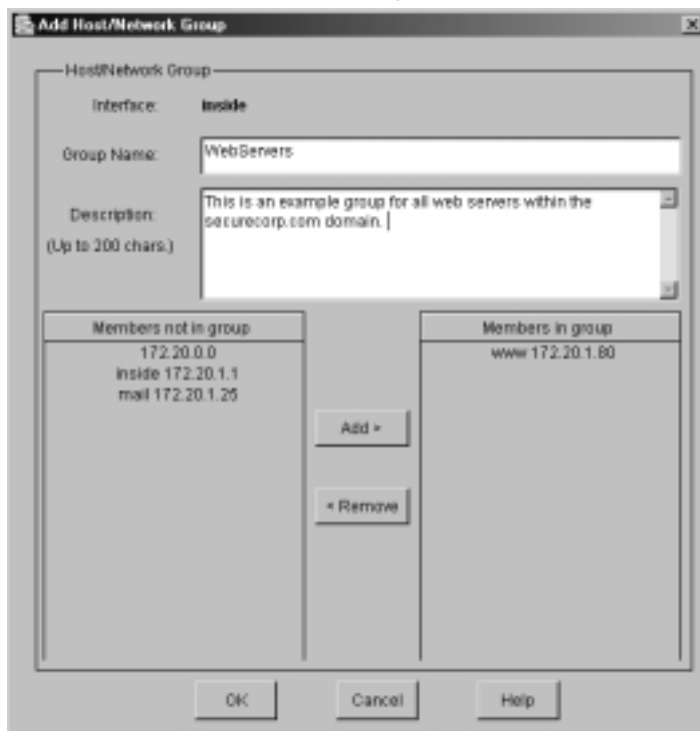 Add Host/Network Group
Host/Network Group
Interface: inside
Group Name: WebServers
Description:
(Up to 200 chars.)
This is an example group for all web servers within the
securecorp.com domain.
Members not in group
172.20.0.0
inside 172.20.1.1
mail 172.20.1.25
Add >
< Remove
Members in group
www 172.20.1.80
OK
Cancel
Help